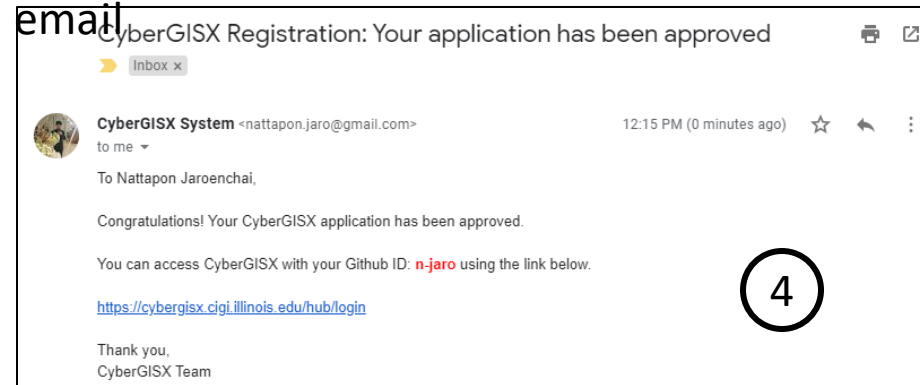 email
CyberGISX Registration: Your application has been approved
Inbox ×
CyberGISX System <nattapon.jaro@gmail.com> 12:15 PM (0 minutes ago)
to me
To Nattapon Jaroenchai,
Congratulations! Your CyberGISX application has been approved.
You can access CyberGISX with your Github ID: n-jaro using the link below.
4
https://cybergisx.cigi.illinois.edu/hub/login
Thank you,
CyberGISX Team